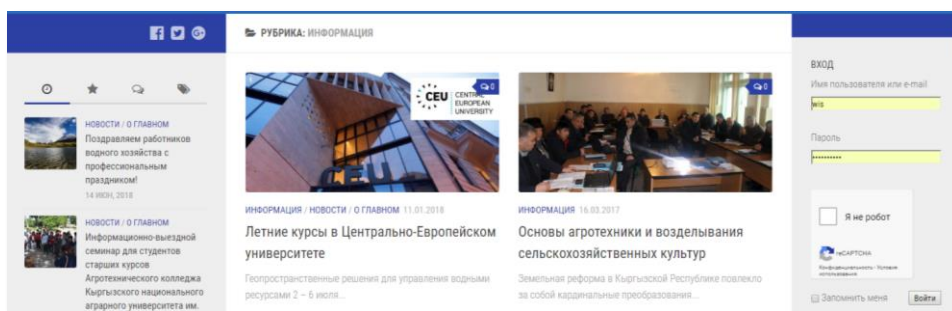 НОВОСТИ / О ГЛАВНОМ
Поздравляем работников
водного хозяйства с
профессиональным
праздником!
14 ИЮН, 2018
НОВОСТИ / О ГЛАВНОМ
Информационно-выездной
семинар для студентов
старших курсов
Агротехнического колледжа
Кыргызского национального
аграрного университета им.
РУБРИКА: ИНФОРМАЦИЯ
0
CEU CENTRAL
EUROPEAN
UNIVERSITY
CEU
ИНФОРМАЦИЯ / НОВОСТИ / О ГЛАВНОМ 11.01.2018
Летние курсы в Центрально-Европейском
университете
Геопространственные решения для управления водными
ресурсами 2 – 6 июля...
0
ИНФОРМАЦИЯ 16.03.2017
Основы агротехники и возделывания
сельскохозяйственных культур
Земельная реформа в Кыргызской Республике повлекло
за собой кардинальные преобразования...
ВХОД
Имя пользователя или e-mail
wis
Пароль
Я не робот
reCAPTCHA
Конфиденциальность - Условия
использования
Запомнить меня
Войти